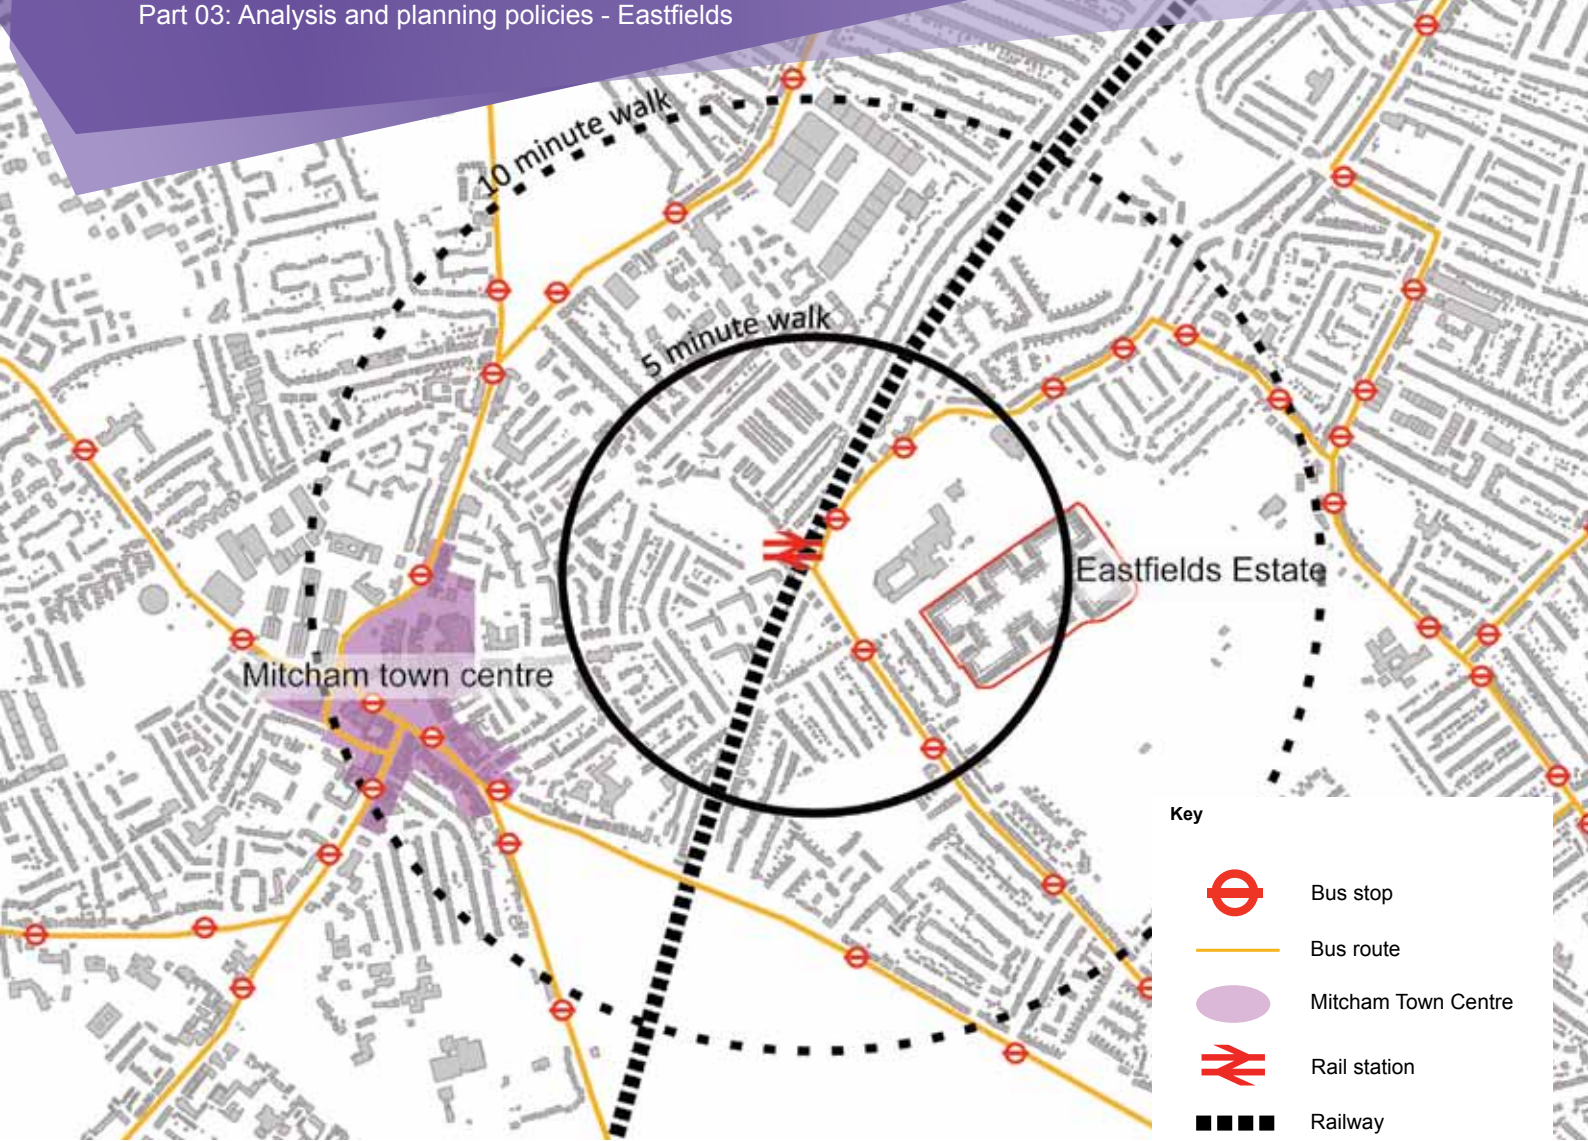 Part 03: Analysis and planning policies - Eastfields
10 minute walk
5 minute walk
Eastfields Estate
Mitcham town centre
Key
Bus stop
Bus route
Mitcham Town Centre
Rail station
Railway